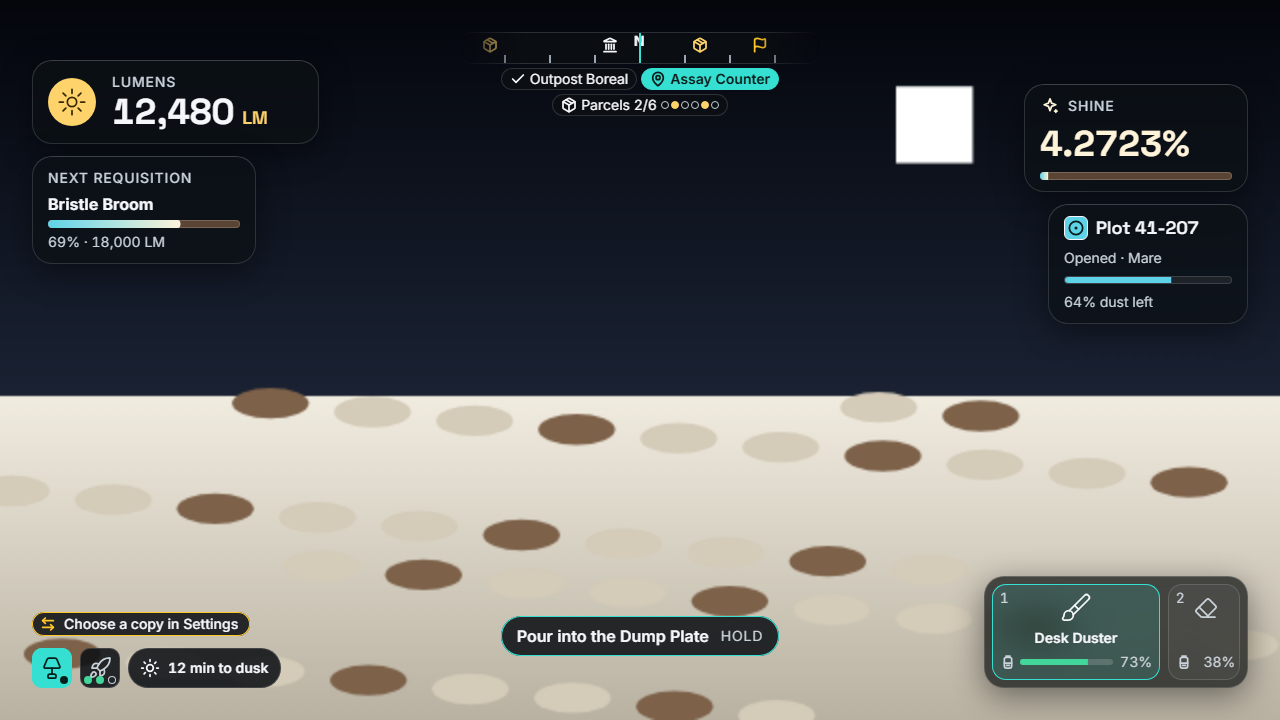 N
Outpost Boreal
Assay Counter
Parcels 2/6
LUMENS
12,480 LM
NEXT REQUISITION
Bristle Broom
69% · 18,000 LM
SHINE
4.2723%
Plot 41-207
Opened · Mare
64% dust left
Choose a copy in Settings
12 min to dusk
Pour into the Dump Plate HOLD
1
Desk Duster
73%
2
38%